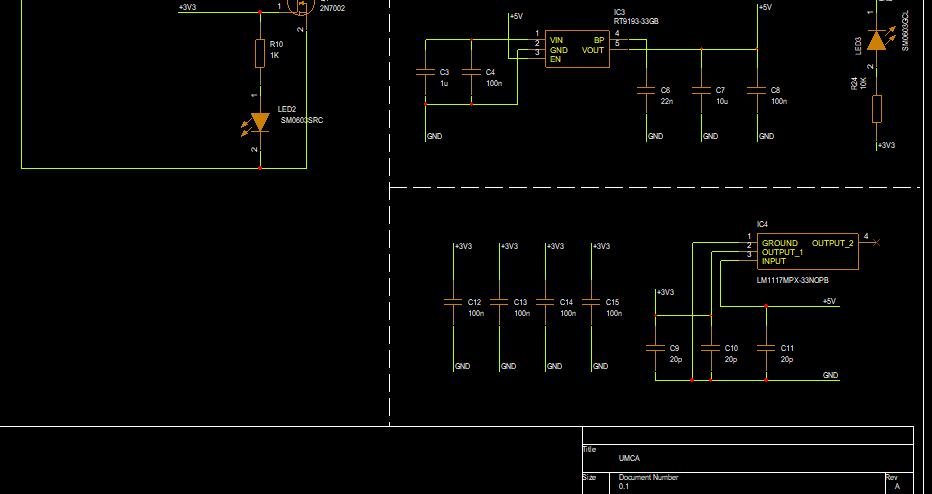 +3V3
1
2N7002
2
R10
1K
1
LED2
SM0603SRC
2
+5V
IC3
RT9193-33GB
1
2
3
VIN
GND
EN
BP
VOUT
4
5
+5V
C3
1u
C4
100n
C6
22n
C7
10u
C8
100n
GND
GND
GND
GND
1
LED3
SM0603GCL
2
R24
10K
+3V3
+3V3
+3V3
+3V3
+3V3
C12
100n
C13
100n
C14
100n
C15
100n
GND
GND
GND
GND
IC4
1
2
3
GROUND
OUTPUT_1
INPUT
OUTPUT_2
4
LM1117MPX-33NOPB
+3V3
+5V
C9
20p
C10
20p
C11
20p
GND
Title
UMCA
Size
Document Number
0.1
Rev
A